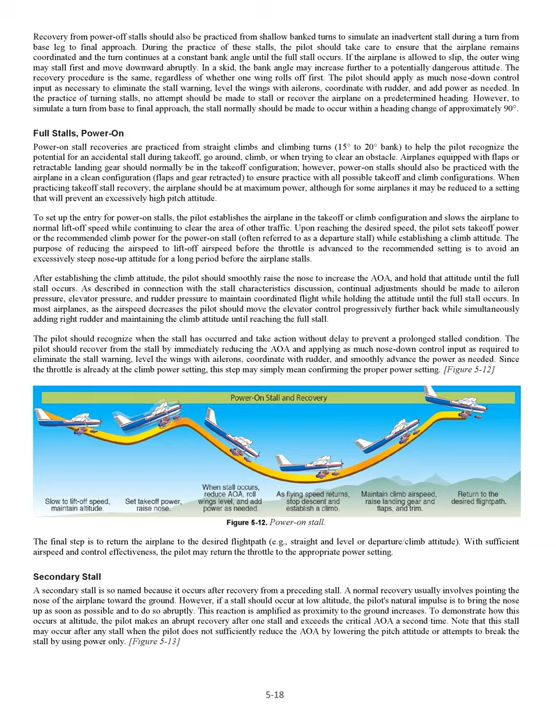 Recovery from power-off stalls should also be practiced from shallow banked turns to simulate an inadvertent stall during a turn from
base leg to final approach. During the practice of these stalls, the pilot should take care to ensure that the airplane remains
coordinated and the turn continues at a constant bank angle until the full stall occurs. If the airplane is allowed to slip, the outer wing
may stall first and move downward abruptly. In a skid, the bank angle may increase further to a potentially dangerous attitude. The
recovery procedure is the same, regardless of whether one wing rolls off first. The pilot should apply as much nose-down control
input as necessary to eliminate the stall warning, level the wings with ailerons, coordinate with rudder, and add power as needed. In
the practice of turning stalls, no attempt should be made to stall or recover the airplane on a predetermined heading. However, to
simulate a turn from base to final approach, the stall normally should be made to occur within a heading change of approximately 90°.
Full Stalls, Power-On
Power-on stall recoveries are practiced from straight climbs and climbing turns (15° to 20° bank) to help the pilot recognize the
potential for an accidental stall during takeoff, go around, climb, or when trying to clear an obstacle. Airplanes equipped with flaps or
retractable landing gear should normally be in the takeoff configuration; however, power-on stalls should also be practiced with the
airplane in a clean configuration (flaps and gear retracted) to ensure practice with all possible takeoff and climb configurations. When
practicing takeoff stall recovery, the airplane should be at maximum power, although for some airplanes it may be reduced to a setting
that will prevent an excessively high pitch attitude.
To set up the entry for power-on stalls, the pilot establishes the airplane in the takeoff or climb configuration and slows the airplane to
normal lift-off speed while continuing to clear the area of other traffic. Upon reaching the desired speed, the pilot sets takeoff power
or the recommended climb power for the power-on stall (often referred to as a departure stall) while establishing a climb attitude. The
purpose of reducing the airspeed to lift-off airspeed before the throttle is advanced to the recommended setting is to avoid an
excessively steep nose-up attitude for a long period before the airplane stalls.
After establishing the climb attitude, the pilot should smoothly raise the nose to increase the AOA, and hold that attitude until the full
stall occurs. As described in connection with the stall characteristics discussion, continual adjustments should be made to aileron
pressure, elevator pressure, and rudder pressure to maintain coordinated flight while holding the attitude until the full stall occurs. In
most airplanes, as the airspeed decreases the pilot should move the elevator control progressively further back while simultaneously
adding right rudder and maintaining the climb attitude until reaching the full stall.
The pilot should recognize when the stall has occurred and take action without delay to prevent a prolonged stalled condition. The
pilot should recover from the stall by immediately reducing the AOA and applying as much nose-down control input as required to
eliminate the stall warning, level the wings with ailerons, coordinate with rudder, and smoothly advance the power as needed. Since
the throttle is already at the climb power setting, this step may simply mean confirming the proper power setting. [Figure 5-12]
Power-On Stall and Recovery
Slow to lift-off speed,
maintain altitude.
Set takeoff power,
raise nose.
When stall occurs,
reduce AOA, roll
wings level, and add
power as needed.
As flying speed returns,
stop descent and
establish a climb.
Maintain climb airspeed,
raise landing gear and
flaps, and trim.
Return to the
desired flightpath.
Figure 5-12. Power-on stall.
The final step is to return the airplane to the desired flightpath (e.g., straight and level or departure/climb attitude). With sufficient
airspeed and control effectiveness, the pilot may return the throttle to the appropriate power setting.
Secondary Stall
A secondary stall is so named because it occurs after recovery from a preceding stall. A normal recovery usually involves pointing the
nose of the airplane toward the ground. However, if a stall should occur at low altitude, the pilot's natural impulse is to bring the nose
up as soon as possible and to do so abruptly. This reaction is amplified as proximity to the ground increases. To demonstrate how this
occurs at altitude, the pilot makes an abrupt recovery after one stall and exceeds the critical AOA a second time. Note that this stall
may occur after any stall when the pilot does not sufficiently reduce the AOA by lowering the pitch attitude or attempts to break the
stall by using power only. [Figure 5-13]
5-18